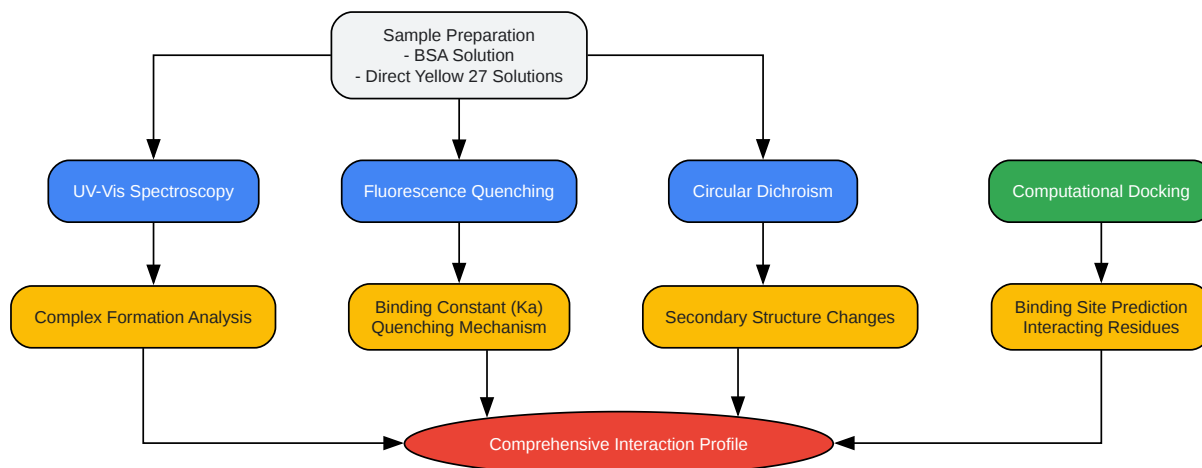 Sample Preparation
- BSA Solution
- Direct Yellow 27 Solutions
UV-Vis Spectroscopy
Fluorescence Quenching
Circular Dichroism
Computational Docking
Complex Formation Analysis
Binding Constant (Ka)
Quenching Mechanism
Secondary Structure Changes
Binding Site Prediction
Interacting Residues
Comprehensive Interaction Profile